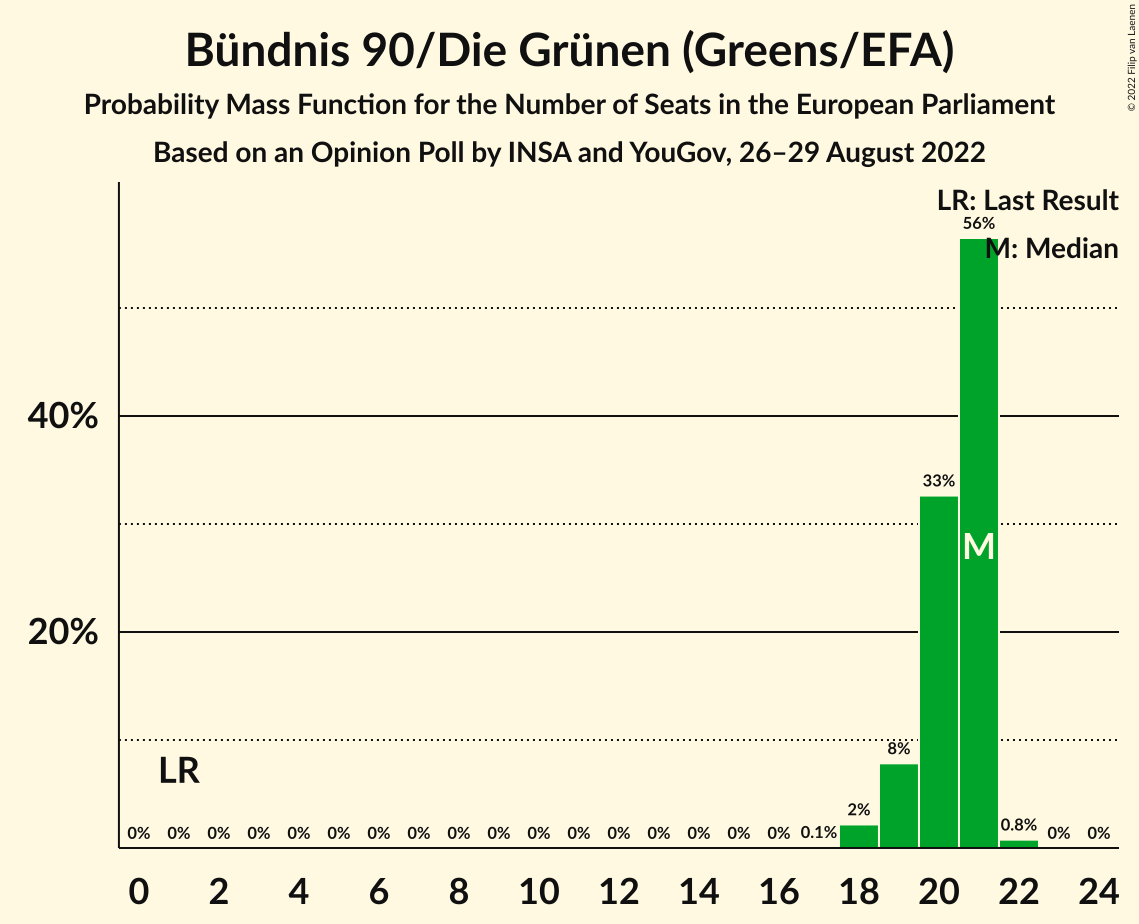 Bündnis 90/Die Grünen (Greens/EFA)
Probability Mass Function for the Number of Seats in the European Parliament
Based on an Opinion Poll by INSA and YouGov, 26–29 August 2022
© 2022 Filip van Laenen
LR: Last Result
56%
M: Median
40%
33%
M
20%
8%
LR
2%
0% 0% 0% 0% 0% 0% 0% 0% 0% 0% 0% 0% 0% 0% 0% 0% 0% 0.1% 0.8% 0% 0%
0 2 4 6 8 10 12 14 16 18 20 22 24